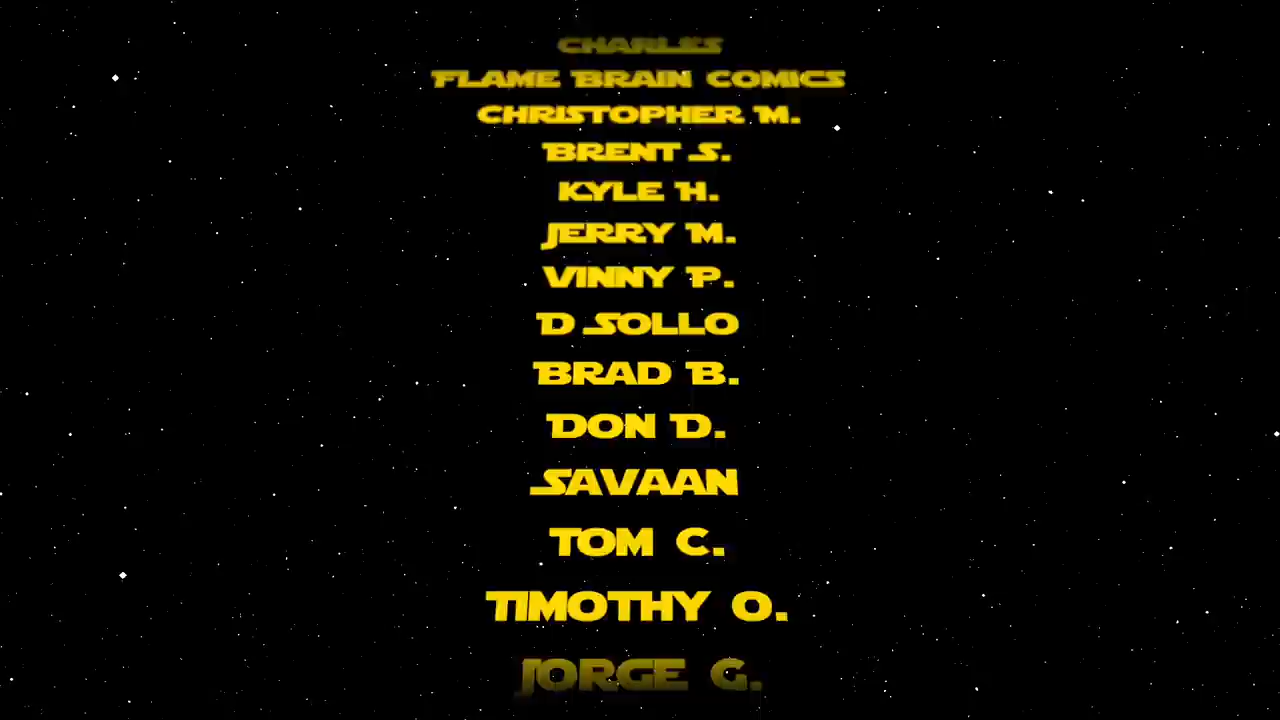 CHARLES
FLAME BRAIN COMICS
CHRISTOPHER M.
BRENT S.
KYLE H.
JERRY M.
VINNY P.
D SOLLO
BRAD B.
DON D.
SAVAAN
TOM C.
TIMOTHY O.
JORGE G.